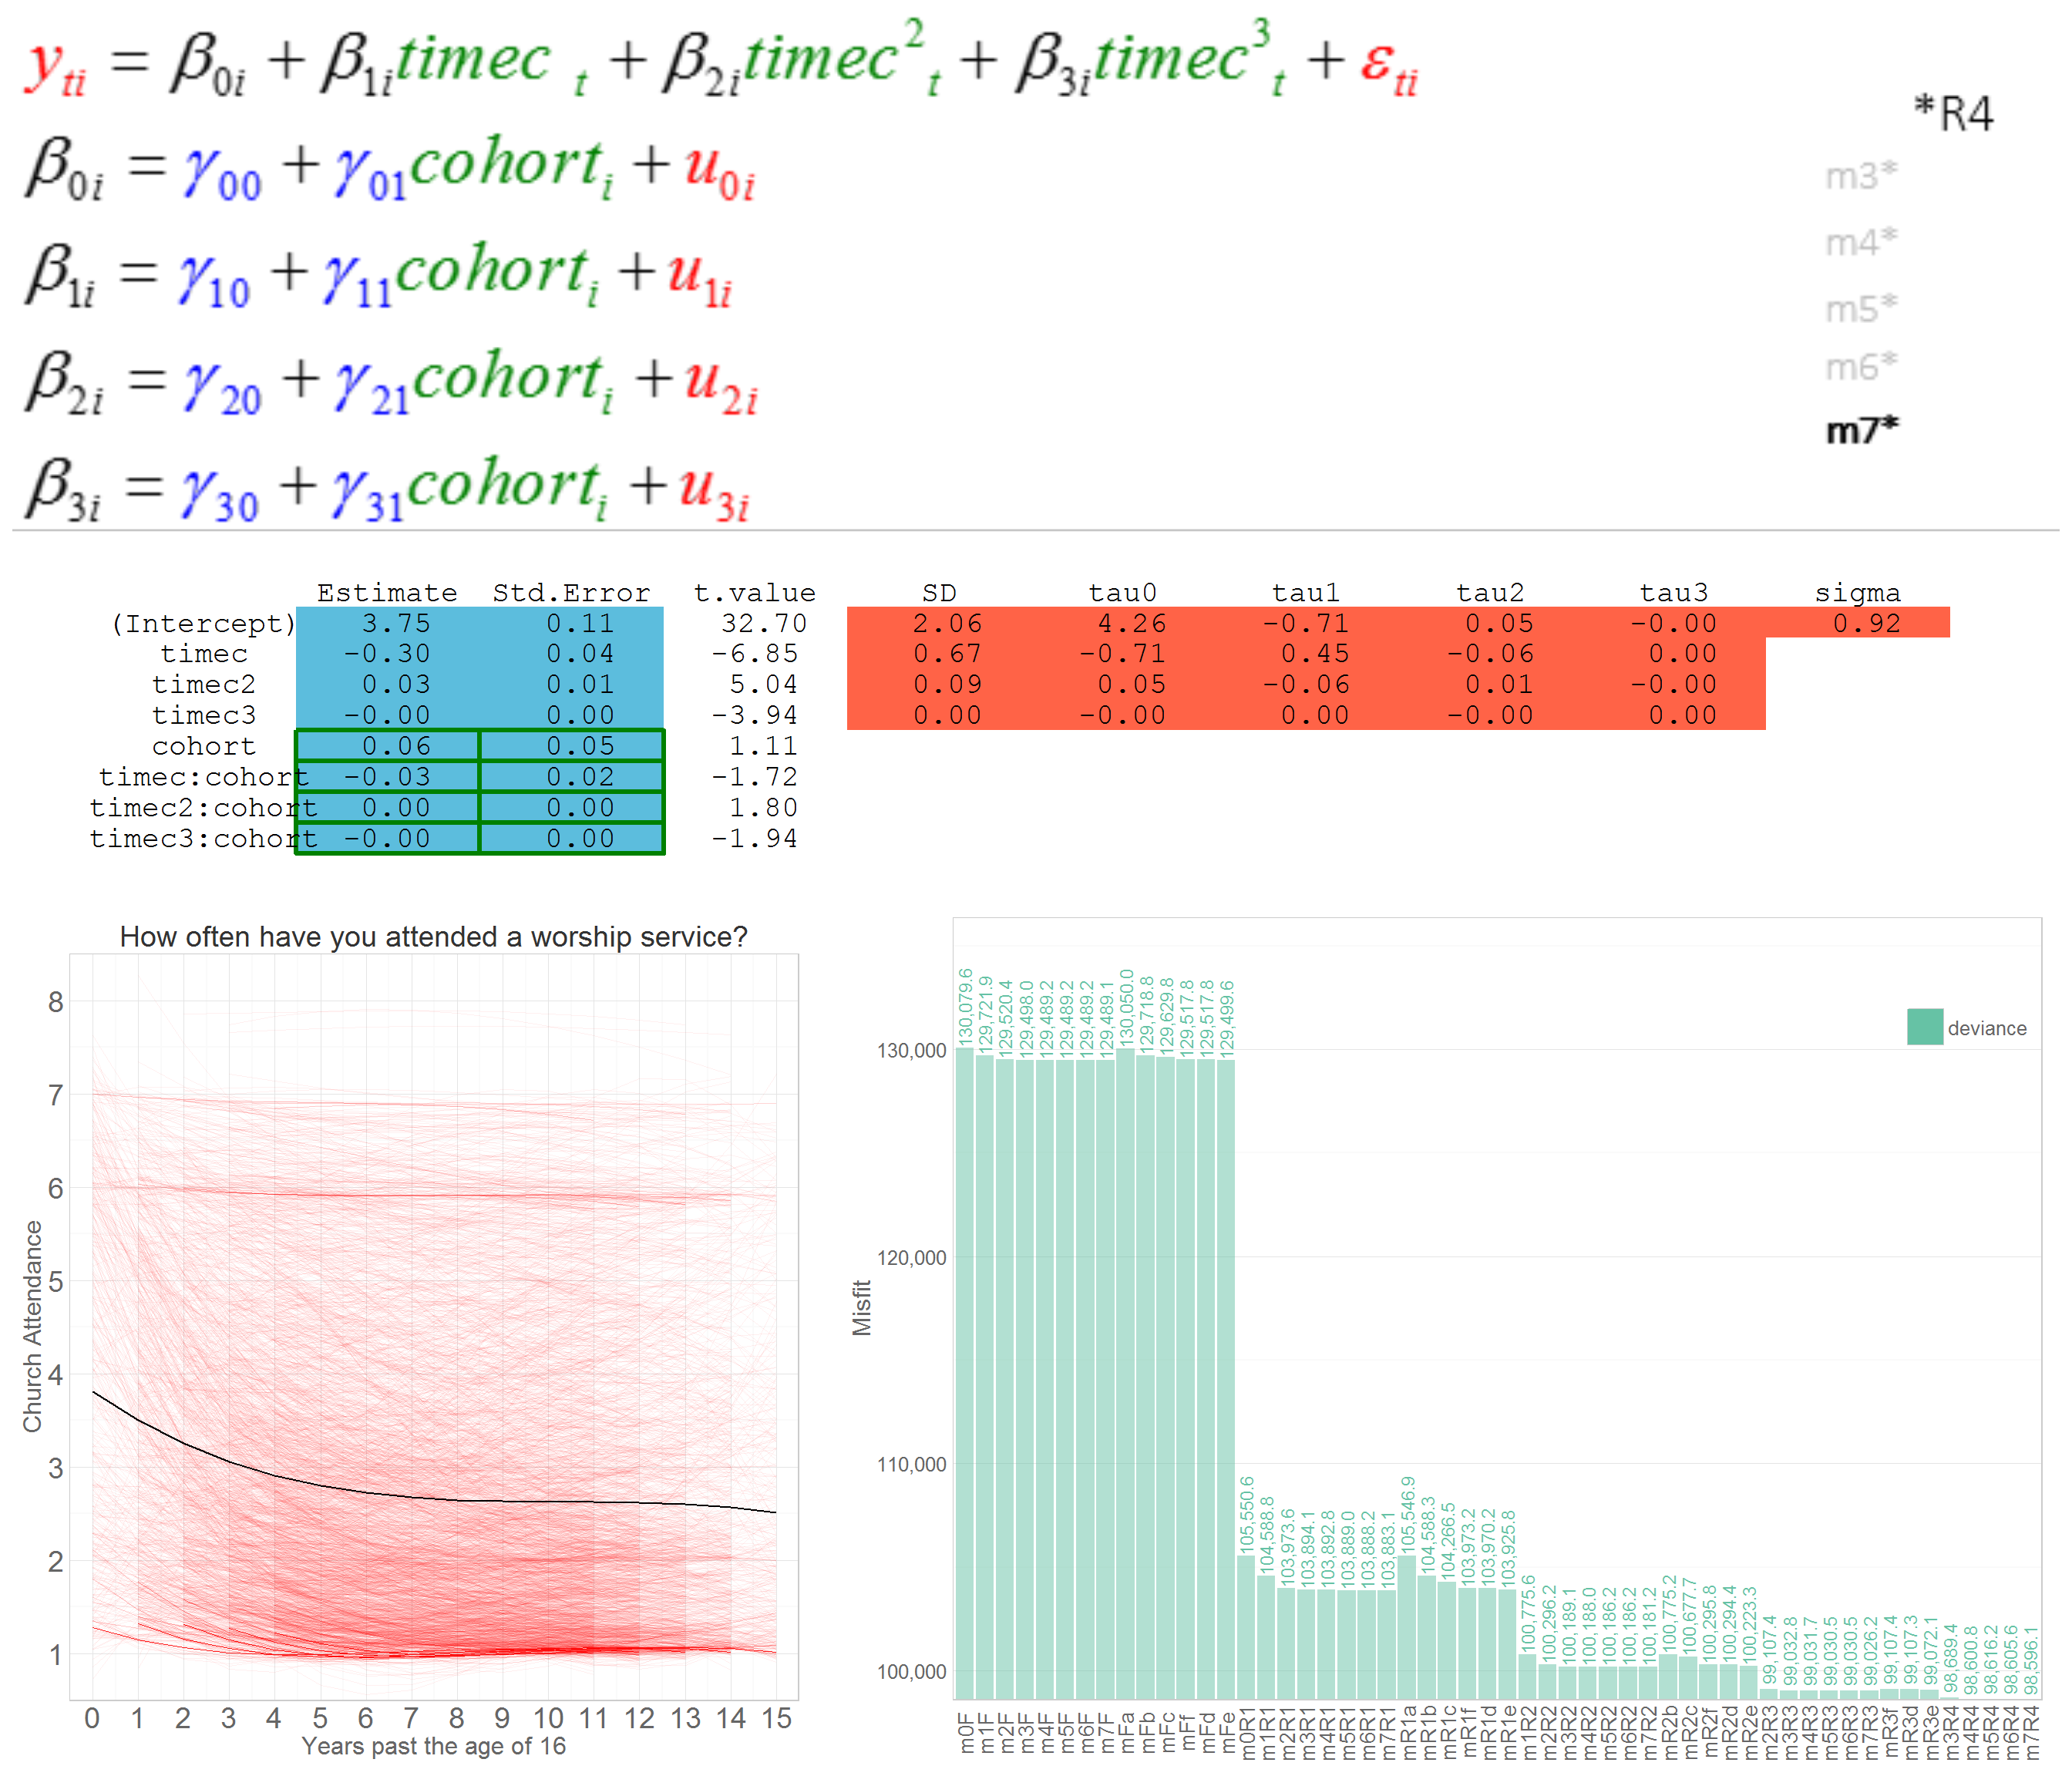 y_ti = β_0i + β_1i timec_t + β_2i timec²_t + β_3i timec³_t + ε_ti
*R4
β_0i = γ_00 + γ_01 cohort_i + u_0i
m3*
m4*
β_1i = γ_10 + γ_11 cohort_i + u_1i
m5*
m6*
β_2i = γ_20 + γ_21 cohort_i + u_2i
m7*
β_3i = γ_30 + γ_31 cohort_i + u_3i
Estimate Std.Error t.value SD tau0 tau1 tau2 tau3 sigma
(Intercept) 3.75 0.11 32.70 2.06 4.26 -0.71 0.05 -0.00 0.92
timec -0.30 0.04 -6.85 0.67 -0.71 0.45 -0.06 0.00
timec2 0.03 0.01 5.04 0.09 0.05 -0.06 0.01 -0.00
timec3 -0.00 0.00 -3.94 0.00 -0.00 0.00 -0.00 0.00
cohort 0.06 0.05 1.11
timec:cohort -0.03 0.02 -1.72
timec2:cohort 0.00 0.00 1.80
timec3:cohort -0.00 0.00 -1.94
How often have you attended a worship service?
Church Attendance
8
7
6
5
4
3
2
1
0 1 2 3 4 5 6 7 8 9 10 11 12 13 14 15
Years past the age of 16
Misfit
130,000
120,000
110,000
100,000
deviance
130,079.6 129,721.9 129,520.4 129,498.0 129,489.2 129,489.2 129,489.2 129,489.1 130,050.0 129,718.8 129,629.8 129,517.8 129,517.8 129,499.6
105,550.6 104,588.8 103,973.6 103,894.1 103,892.8 103,889.0 103,888.2 103,883.1 105,546.9 104,588.3 104,266.5 103,973.2 103,970.2 103,925.8
100,775.6 100,296.2 100,189.1 100,188.0 100,186.2 100,186.2 100,181.2 100,775.2 100,677.7 100,295.8 100,294.4 100,223.3
99,107.4 99,032.8 99,031.7 99,030.5 99,030.5 99,026.2 99,107.4 99,107.3 99,072.1
98,689.4 98,600.8 98,616.2 98,605.6 98,596.1
m0F m1F m2F m3F m4F m5F m6F m7F mFa mFb mFc mFf mFd mFe m0R1 m1R1 m2R1 m3R1 m4R1 m5R1 m6R1 m7R1 mR1a mR1b mR1c mR1f mR1d mR1e m1R2 m2R2 m3R2 m4R2 m5R2 m6R2 m7R2 mR2b mR2c mR2f mR2d mR2e m2R3 m3R3 m4R3 m5R3 m6R3 m7R3 mR3f mR3d mR3e m3R4 m4R4 m5R4 m6R4 m7R4